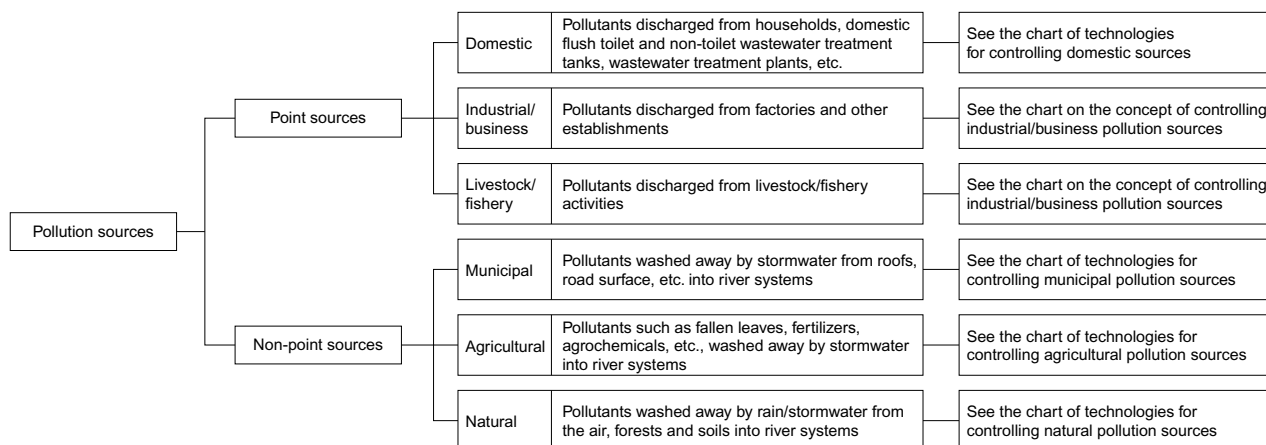 Pollution sources
Point sources
Domestic
Pollutants discharged from households, domestic
flush toilet and non-toilet wastewater treatment
tanks, wastewater treatment plants, etc.
See the chart of technologies
for controlling domestic sources
Industrial/
business
Pollutants discharged from factories and other
establishments
See the chart on the concept of controlling
industrial/business pollution sources
Livestock/
fishery
Pollutants discharged from livestock/fishery
activities
See the chart on the concept of controlling
industrial/business pollution sources
Non-point sources
Municipal
Pollutants washed away by stormwater from roofs,
road surface, etc. into river systems
See the chart of technologies for
controlling municipal pollution sources
Agricultural
Pollutants such as fallen leaves, fertilizers,
agrochemicals, etc., washed away by stormwater
into river systems
See the chart of technologies for
controlling agricultural pollution sources
Natural
Pollutants washed away by rain/stormwater from
the air, forests and soils into river systems
See the chart of technologies for
controlling natural pollution sources